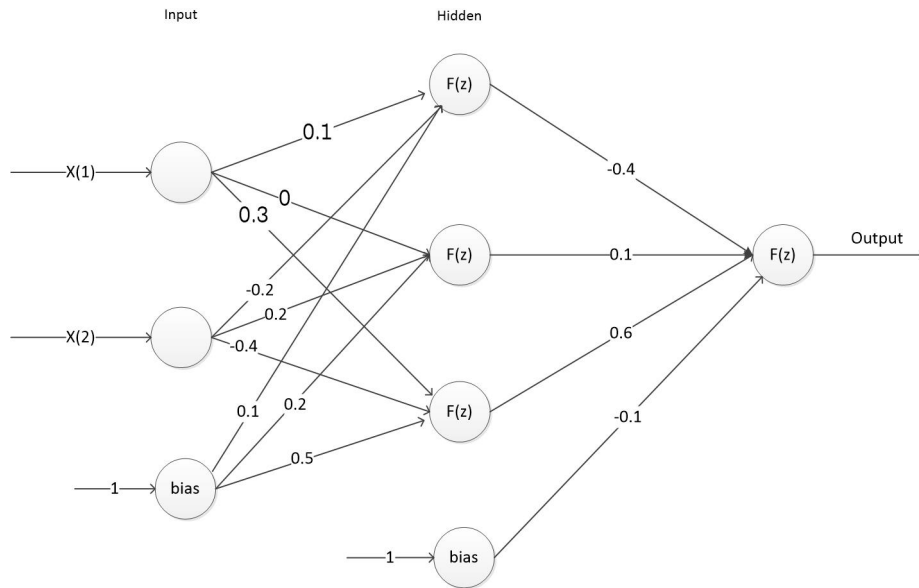 Input
Hidden
F(z)
0.1
X(1)
-0.4
0
0.3
Output
F(z)
0.1
F(z)
-0.2
0.2
X(2)
0.6
-0.4
0.1
0.2
F(z)
-0.1
0.5
1
bias
1
bias